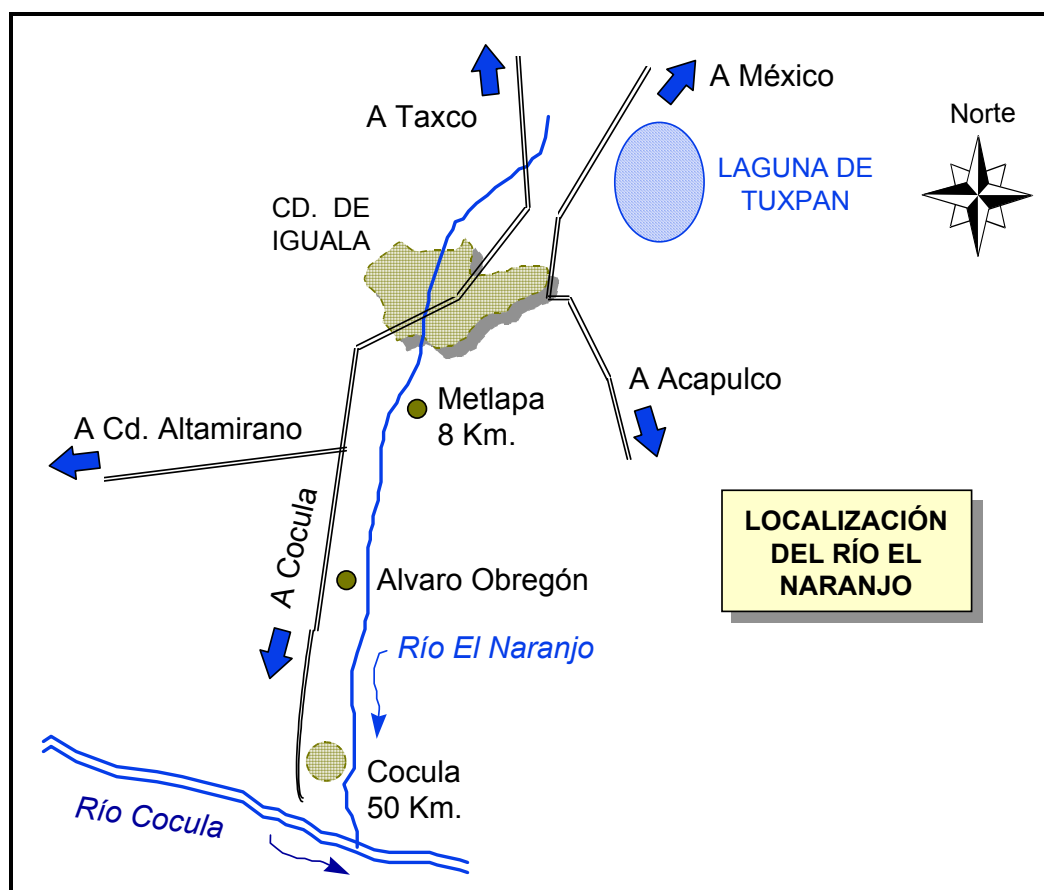 A Taxco
A México
Norte
LAGUNA DE
TUXPAN
CD. DE
IGUALA
A Acapulco
Metlapa
8 Km.
A Cd. Altamirano
A Cocula
LOCALIZACIÓN
DEL RÍO EL
NARANJO
Alvaro Obregón
Río El Naranjo
Cocula
50 Km.
Río Cocula